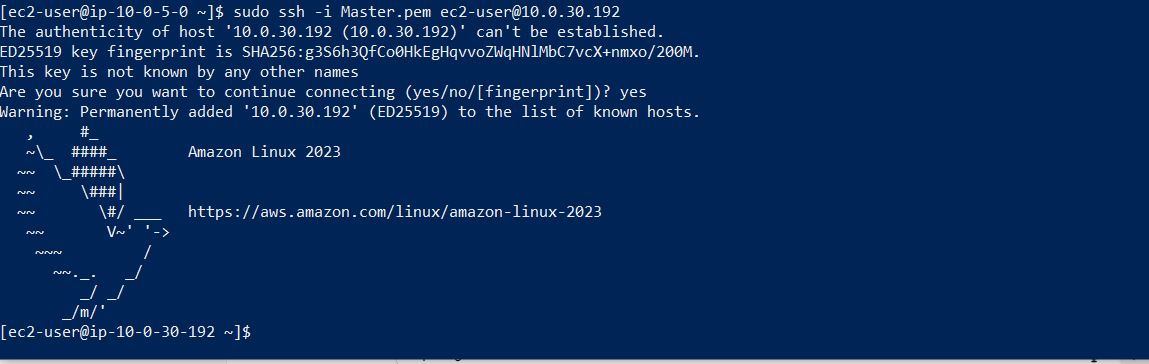 [ec2-user@ip-10-0-5-0 ~]$ sudo ssh -i Master.pem ec2-user@10.0.30.192
The authenticity of host '10.0.30.192 (10.0.30.192)' can't be established.
ED25519 key fingerprint is SHA256:g3S6h3QfCo0HkEgHqvvoZWqHNlMbC7vcX+nmxo/200M.
This key is not known by any other names
Are you sure you want to continue connecting (yes/no/[fingerprint])? yes
Warning: Permanently added '10.0.30.192' (ED25519) to the list of known hosts.
   ,     #_
   ~\_  ####_        Amazon Linux 2023
  ~~  \_#####\
  ~~     \###|
  ~~       \#/ ___   https://aws.amazon.com/linux/amazon-linux-2023
   ~~       V~' '->
    ~~~         /
      ~~._.   _/
         _/ _/
       _/m/'
[ec2-user@ip-10-0-30-192 ~]$